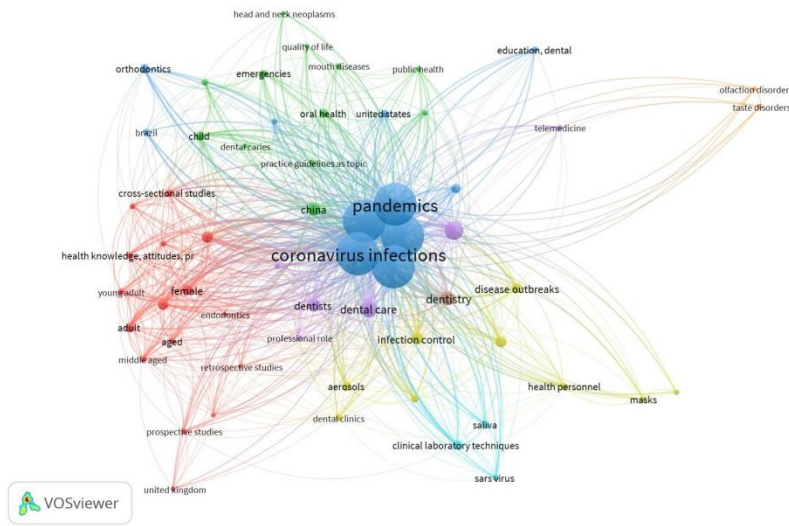 head and neck neoplasms
quality of life
mouth diseases
orthodontics
emergencies
public health
education, dental
olfaction disorder
taste disorders
oral health
united states
telemedicine
brazil
child
dental caries
practice guidelines as topic
cross-sectional studies
china
pandemics
health knowledge, attitudes, pr
coronavirus infections
young adult
female
disease outbreaks
dentists
dental care
dentistry
adult
endodontics
aged
professional role
infection control
middle aged
retrospective studies
aerosols
health personnel
masks
dental clinics
prospective studies
saliva
clinical laboratory techniques
sars virus
united kingdom
VOSviewer